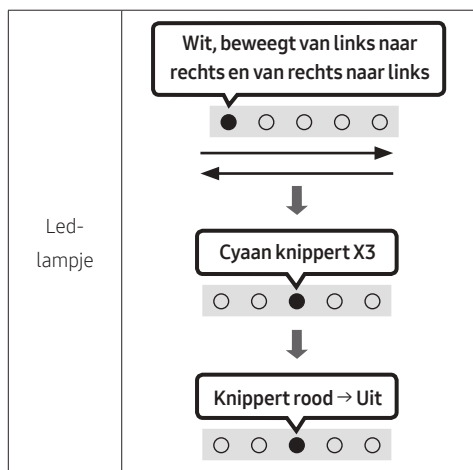 Wit, beweegt van links naar
rechts en van rechts naar links
Led-
lampje
Cyaan knippert X3
Knippert rood → Uit